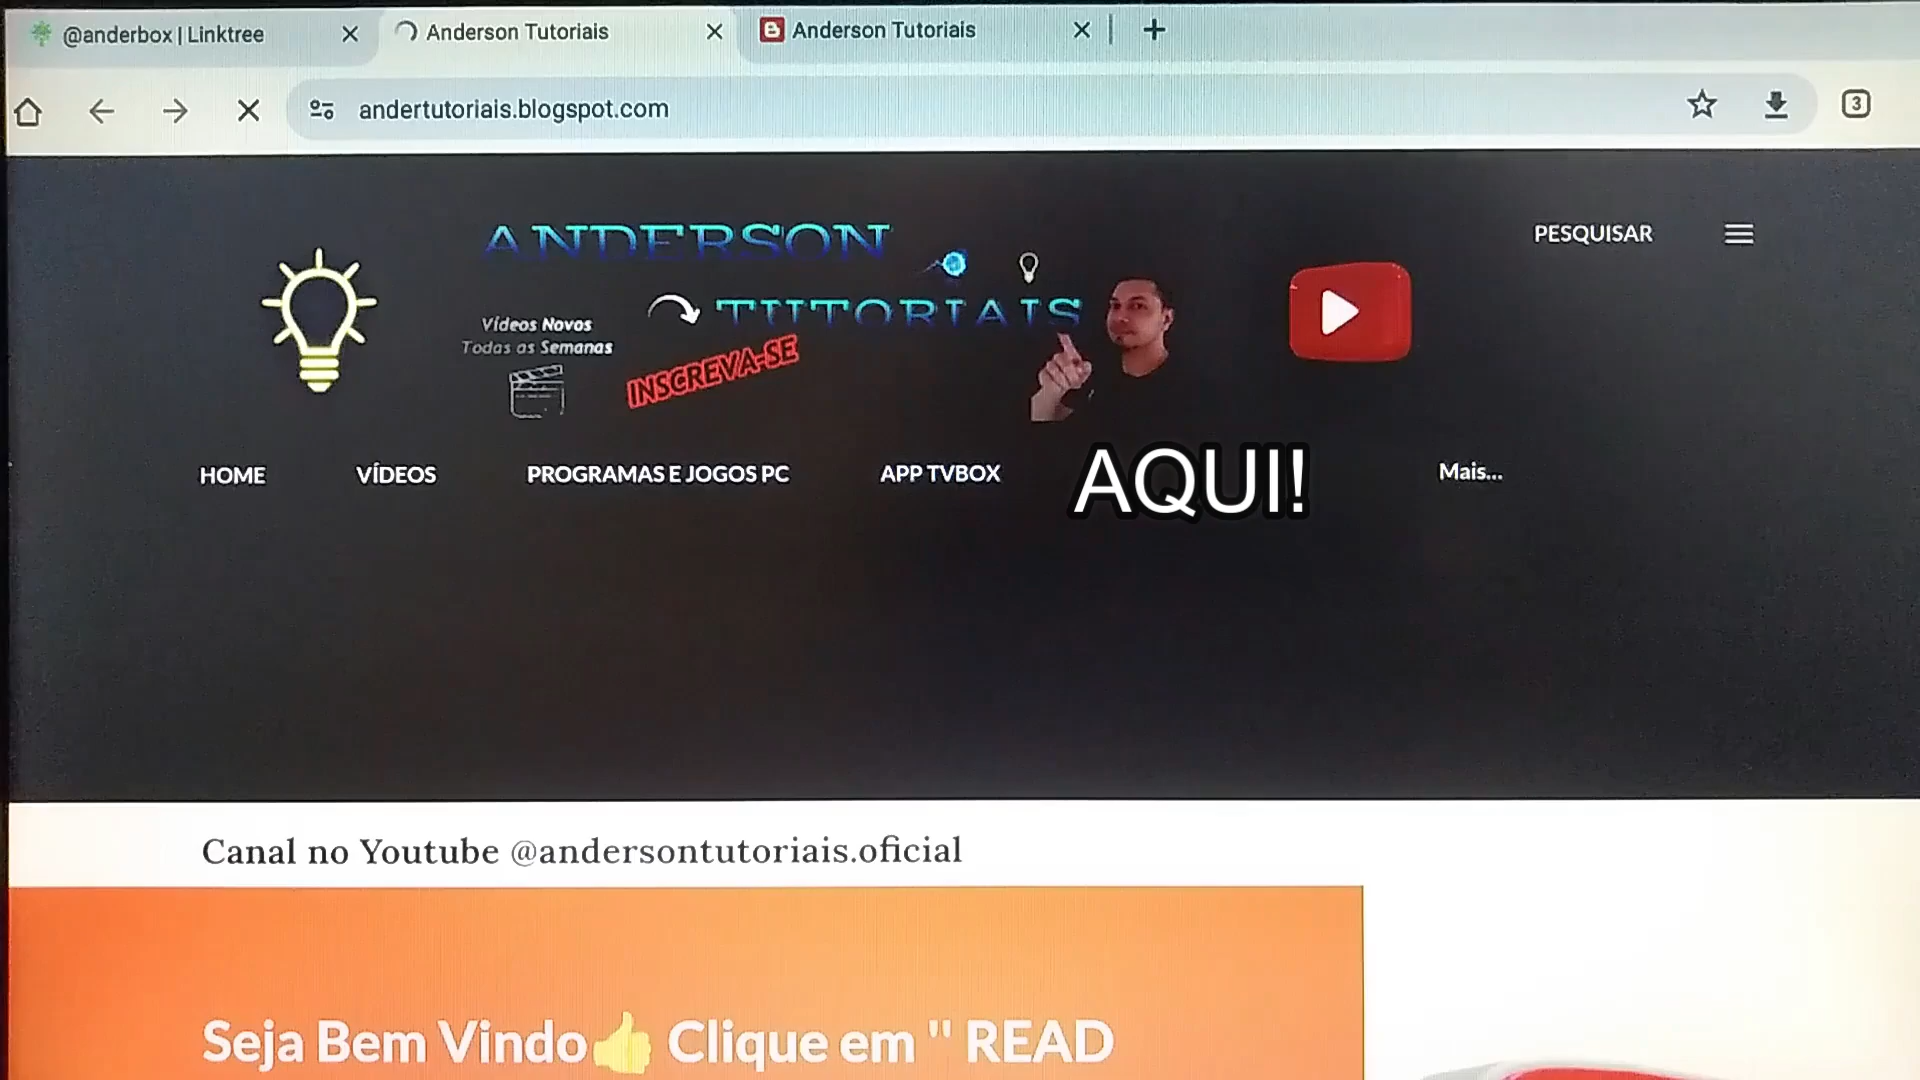 @anderbox | Linktree
Anderson Tutoriais
Anderson Tutoriais
andertutoriais.blogspot.com
3
ANDERSON
TUTORIAIS
Vídeos Novos
Todas as Semanas
INSCREVA-SE
PESQUISAR
HOME
VÍDEOS
PROGRAMAS E JOGOS PC
APP TVBOX
AQUI!
Mais...
Canal no Youtube @andersontutoriais.oficial
Seja Bem Vindo👍 Clique em " READ